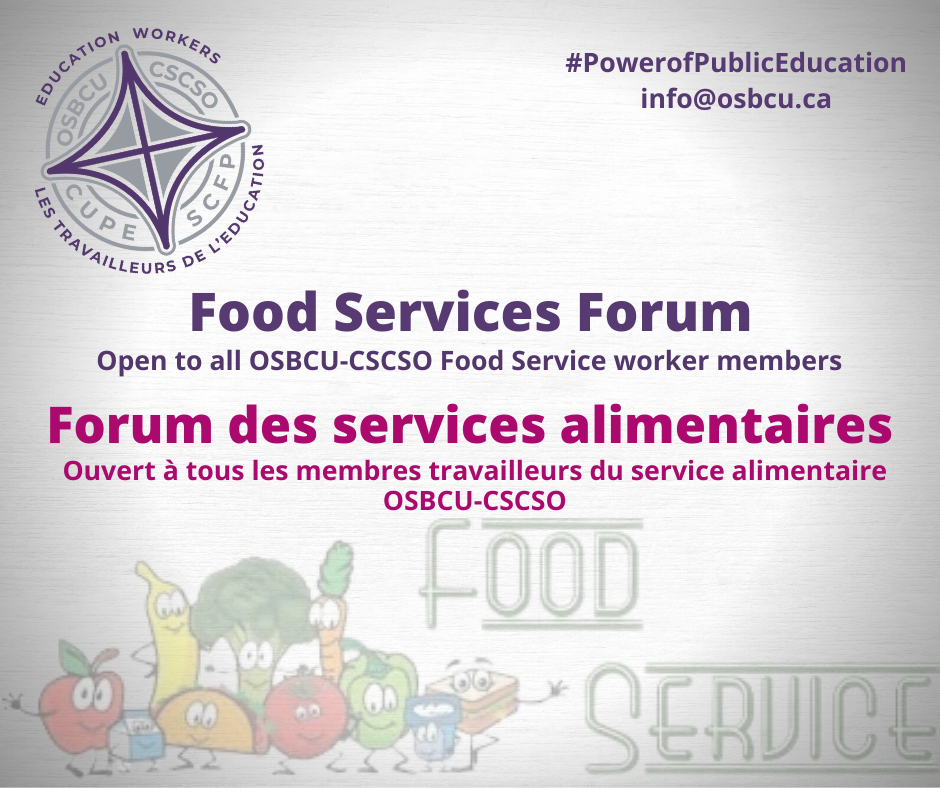 EDUCATION WORKERS
OSBCU
CSCSO
CUPE
SCFP
LES TRAVAILLEURS DE L'ÉDUCATION
#PowerofPublicEducation
info@osbcu.ca
Food Services Forum
Open to all OSBCU-CSCSO Food Service worker members
Forum des services alimentaires
Ouvert à tous les membres travailleurs du service alimentaire
OSBCU-CSCSO
FOOD
SERVICE